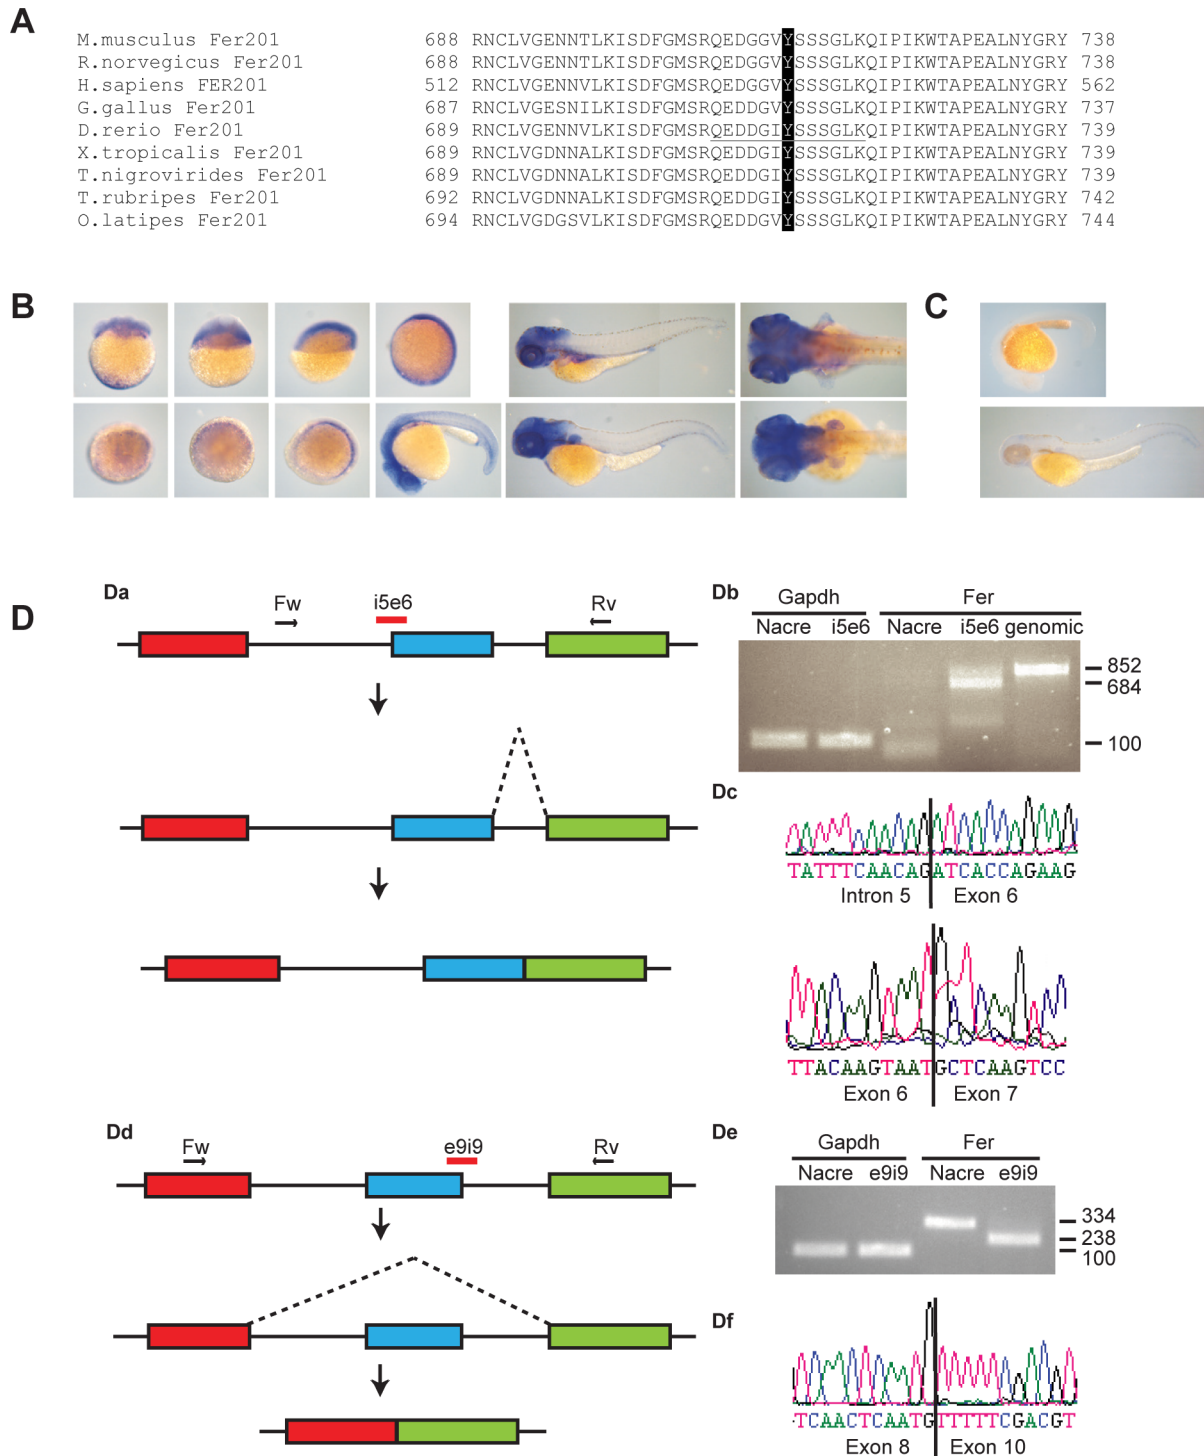 A
M.musculus Fer201 688 RNCLVGENNTLKISDFGMSRQEDGGVYSSSGLKQIPIKWTAPEALNYGRY 738
R.norvegicus Fer201 688 RNCLVGENNTLKISDFGMSRQEDGGVYSSSGLKQIPIKWTAPEALNYGRY 738
H.sapiens FER201 512 RNCLVGENNVLKISDFGMSRQEDGGVYSSSGLKQIPIKWTAPEALNYGRY 562
G.gallus Fer201 687 RNCLVGESNILKISDFGMSRQEDDGVYSSSGLKQIPIKWTAPEALNYGRY 737
D.rerio Fer201 689 RNCLVGENNVLKISDFGMSRQEDDGIYSSSGLKQIPIKWTAPEALNYGRY 739
X.tropicalis Fer201 689 RNCLVGDNNALKISDFGMSRQEDDGIYSSSGLKQIPIKWTAPEALNYGRY 739
T.nigrovirides Fer201 689 RNCLVGDNNALKISDFGMSRQEDDGIYSSSGLKQIPIKWTAPEALNYGRY 739
T.rubripes Fer201 692 RNCLVGDNNALKISDFGMSRQEDDGIYSSSGLKQIPIKWTAPEALNYGRY 742
O.latipes Fer201 694 RNCLVGDGSVLKISDFGMSRQEDDGVYSSSGLKQIPIKWTAPEALNYGRY 744
B
C
D
Da
Fw i5e6 Rv
Db
Gapdh Fer
Nacre i5e6 Nacre i5e6 genomic
852
684
100
Dc
TATTTCAACAGATCACCAGAAG
Intron 5 Exon 6
TTACAAGTAATGCTCAAGTCC
Exon 6 Exon 7
Dd
Fw e9i9 Rv
De
Gapdh Fer
Nacre e9i9 Nacre e9i9
334
238
100
Df
TCAACTCAATGTTTTTCGACGT
Exon 8 Exon 10